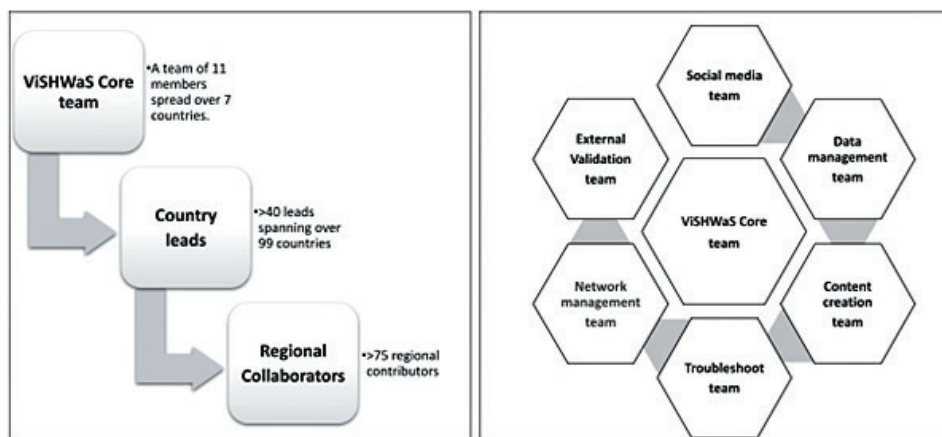 ViSHWaS Core
team
•A team of 11
members
spread over 7
countries.
Country
leads
•>40 leads
spanning over
99 countries
Regional
Collaborators
•>75 regional
contributors
Social media
team
External
Validation
team
Data
management
team
ViSHWaS Core
team
Network
management
team
Content
creation
team
Troubleshoot
team